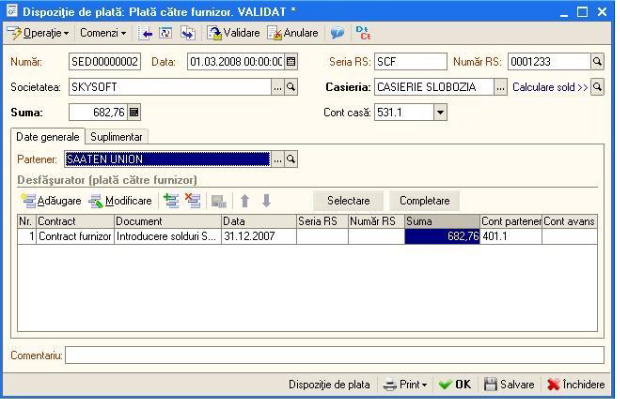 Dispoziţie de plată: Plată către furnizor. VALIDAT *
Operaţie Comenzi Validare Anulare Dt Ct
Număr: SED00000002 Data: 01.03.2008 00:00:00 Seria RS: SCF Număr RS: 0001233
Societatea: SKYSOFT ... Casieria: CASIERIE SLOBOZIA ... Calculare sold >>
Suma: 682,76 Cont casă: 531.1
Date generale Suplimentar
Partener: SAATEN UNION ...
Desfăşurator (plată către furnizor)
Adăugare Modificare Selectare Completare
Nr. Contract Document Data Seria RS Număr RS Suma Cont partener Cont avans
1 Contract furnizor Introducere solduri S... 31.12.2007 682,76 401.1
Comentariu:
Dispoziţie de plata Print OK Salvare Închidere